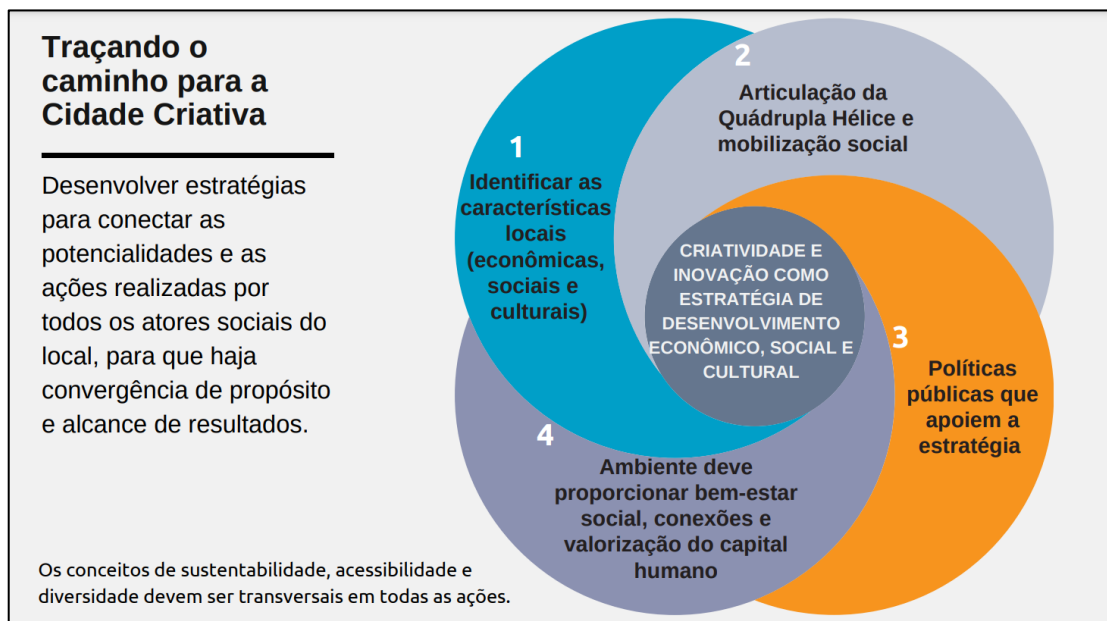 Traçando o
caminho para a
Cidade Criativa
Desenvolver estratégias
para conectar as
potencialidades e as
ações realizadas por
todos os atores sociais do
local, para que haja
convergência de propósito
e alcance de resultados.
Os conceitos de sustentabilidade, acessibilidade e
diversidade devem ser transversais em todas as ações.
1
Identificar as
características
locais
(econômicas,
sociais e
culturais)
2
Articulação da
Quádrupla Hélice e
mobilização social
3
Políticas
públicas que
apoiem a
estratégia
4
Ambiente deve
proporcionar bem-estar
social, conexões e
valorização do capital
humano
CRIATIVIDADE E
INOVAÇÃO COMO
ESTRATÉGIA DE
DESENVOLVIMENTO
ECONÔMICO, SOCIAL E
CULTURAL